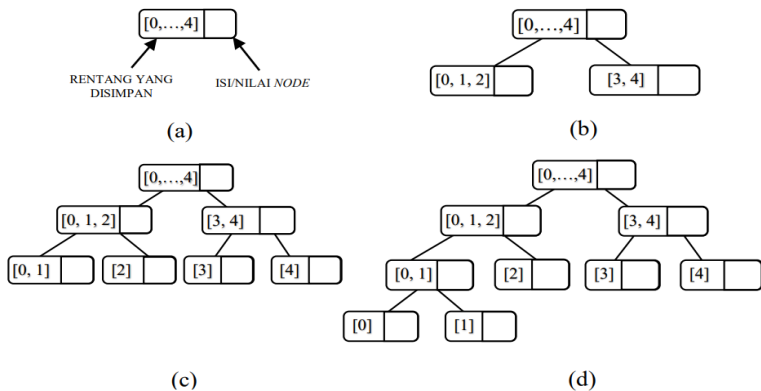 [0,…,4]
RENTANG YANG
DISIMPAN
ISI/NILAI NODE
(a)
[0,…,4]
[0, 1, 2]
[3, 4]
(b)
[0,…,4]
[0, 1, 2]
[3, 4]
[0, 1]
[2]
[3]
[4]
(c)
[0,…,4]
[0, 1, 2]
[3, 4]
[0, 1]
[2]
[3]
[4]
[0]
[1]
(d)